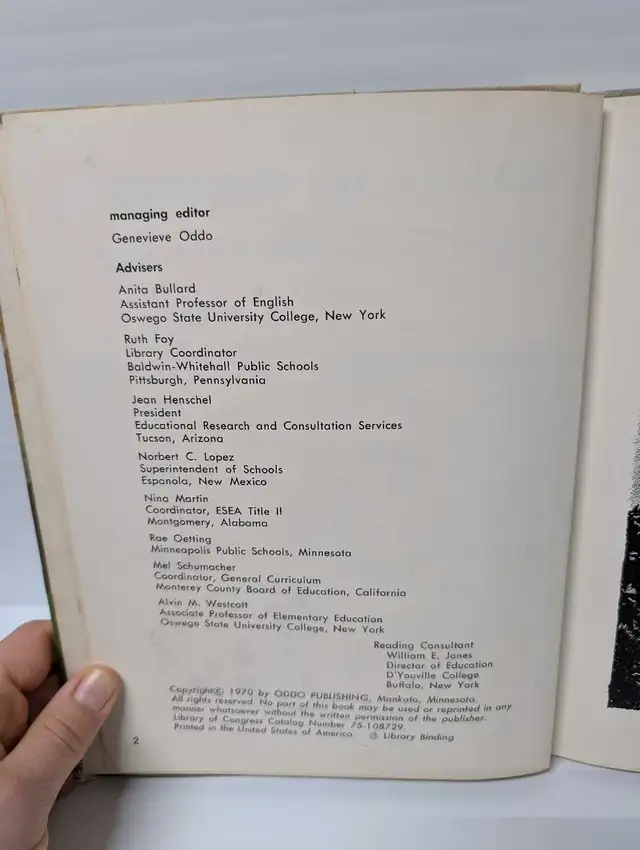 managing editor
Genevieve Oddo
Advisers
Anita Bullard
Assistant Professor of English
Oswego State University College, New York
Ruth Foy
Library Coordinator
Baldwin-Whitehall Public Schools
Pittsburgh, Pennsylvania
Jean Henschel
President
Educational Research and Consultation Services
Tucson, Arizona
Norbert C. Lopez
Superintendent of Schools
Espanola, New Mexico
Nina Martin
Coordinator, ESEA Title II
Montgomery, Alabama
Rae Oetting
Minneapolis Public Schools, Minnesota
Mel Schumacher
Coordinator, General Curriculum
Monterey County Board of Education, California
Alvin M. Westcott
Associate Professor of Elementary Education
Oswego State University College, New York
Reading Consultant
William E. Jones
Director of Education
D'Youville College
Buffalo, New York
Copyright© 1970 by ODDO PUBLISHING, Mankato, Minnesota.
All rights reserved. No part of this book may be used or reprinted in any
manner whatsoever without the written permission of the publisher.
Library of Congress Catalog Number 75-108729.
Printed in the United States of America. Library Binding
2